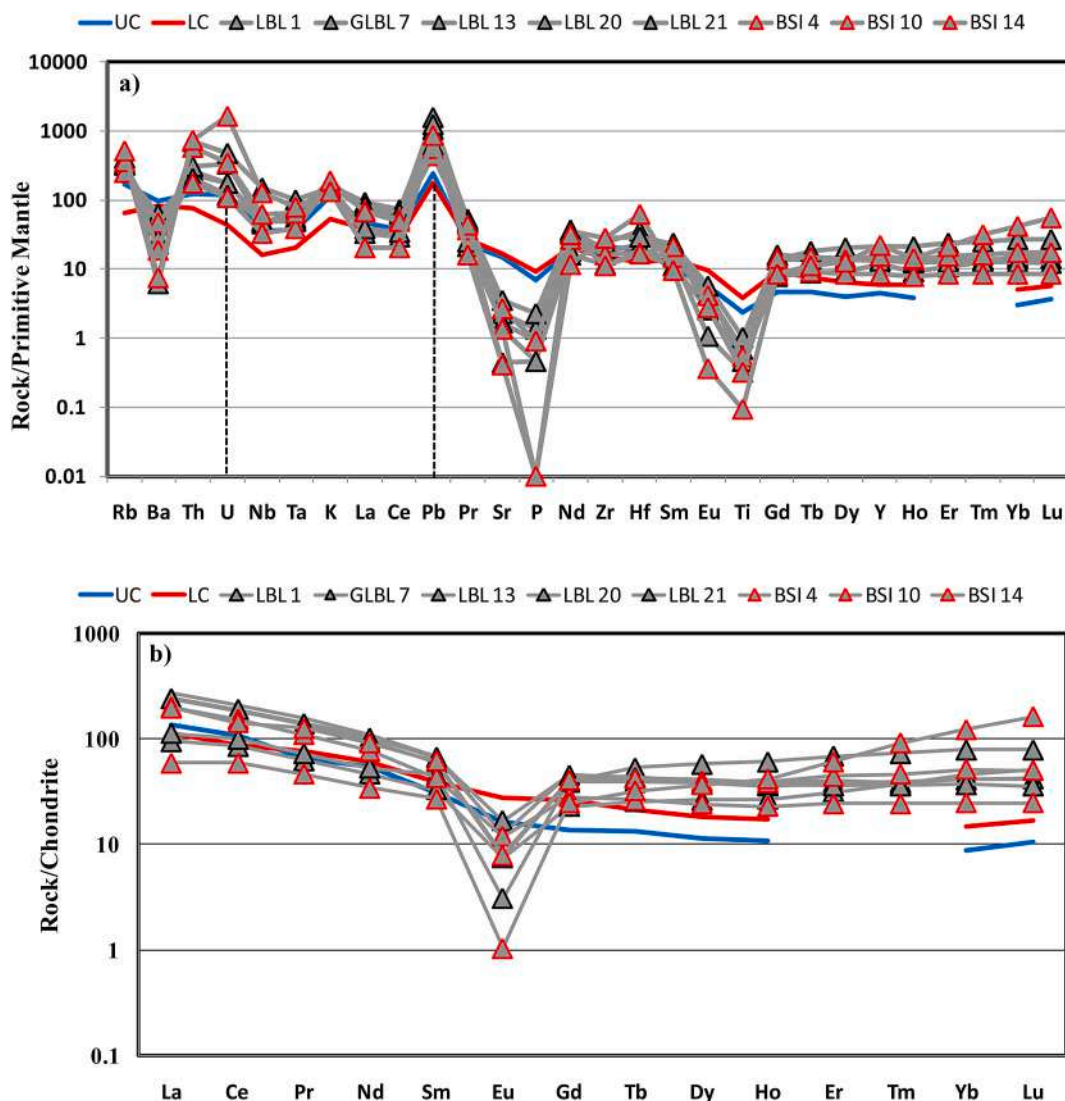 UC LC LBL 1 GLBL 7 LBL 13 LBL 20 LBL 21 BSI 4 BSI 10 BSI 14
a)
10000
1000
100
10
1
0.1
0.01
Rock/Primitive Mantle
Rb Ba Th U Nb Ta K La Ce Pb Pr Sr P Nd Zr Hf Sm Eu Ti Gd Tb Dy Y Ho Er Tm Yb Lu
UC LC LBL 1 GLBL 7 LBL 13 LBL 20 LBL 21 BSI 4 BSI 10 BSI 14
b)
1000
100
10
1
0.1
Rock/Chondrite
La Ce Pr Nd Sm Eu Gd Tb Dy Ho Er Tm Yb Lu